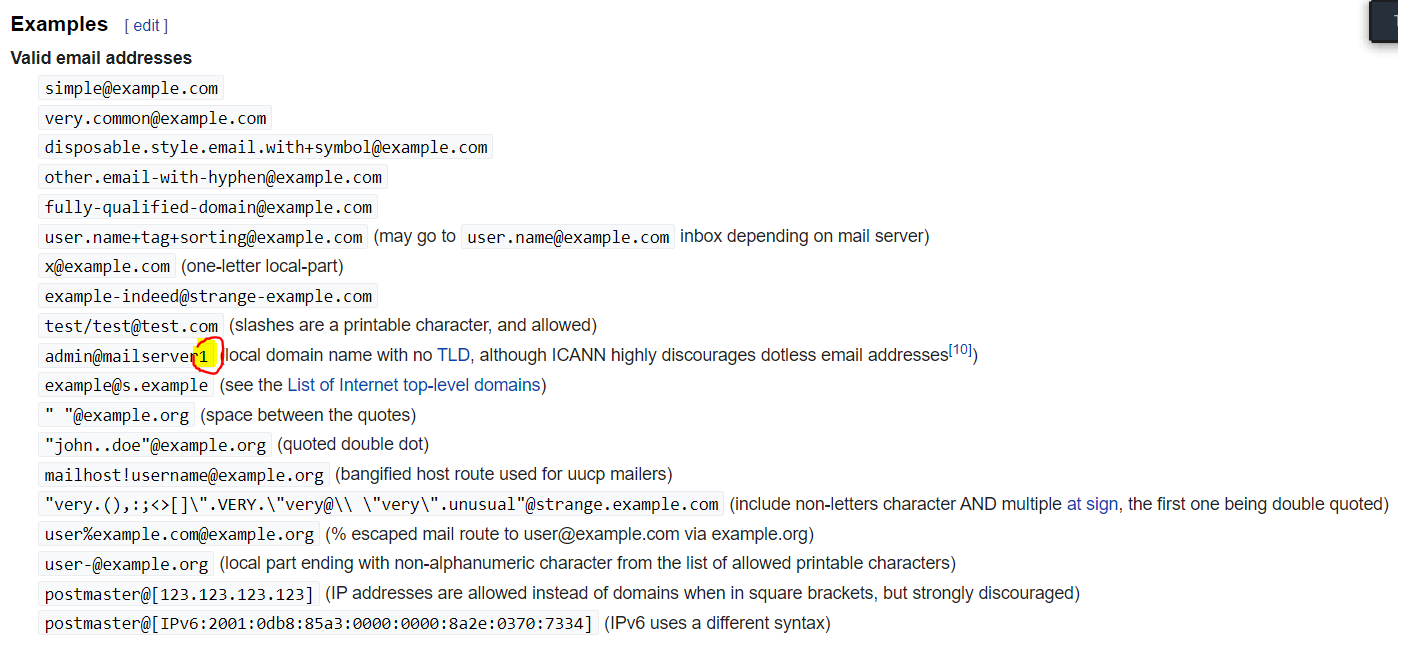 Examples [ edit ]
Valid email addresses
simple@example.com
very.common@example.com
disposable.style.email.with+symbol@example.com
other.email-with-hyphen@example.com
fully-qualified-domain@example.com
user.name+tag+sorting@example.com (may go to user.name@example.com inbox depending on mail server)
x@example.com (one-letter local-part)
example-indeed@strange-example.com
test/test@test.com (slashes are a printable character, and allowed)
admin@mailserver1 (local domain name with no TLD, although ICANN highly discourages dotless email addresses[10])
example@s.example (see the List of Internet top-level domains)
" "@example.org (space between the quotes)
"john..doe"@example.org (quoted double dot)
mailhost!username@example.org (bangified host route used for uucp mailers)
"very.(),:;<>[]\".VERY.\"very@\\ \"very\".unusual"@strange.example.com (include non-letters character AND multiple at sign, the first one being double quoted)
user%example.com@example.org (% escaped mail route to user@example.com via example.org)
user-@example.org (local part ending with non-alphanumeric character from the list of allowed printable characters)
postmaster@[123.123.123.123] (IP addresses are allowed instead of domains when in square brackets, but strongly discouraged)
postmaster@[IPv6:2001:0db8:85a3:0000:0000:8a2e:0370:7334] (IPv6 uses a different syntax)